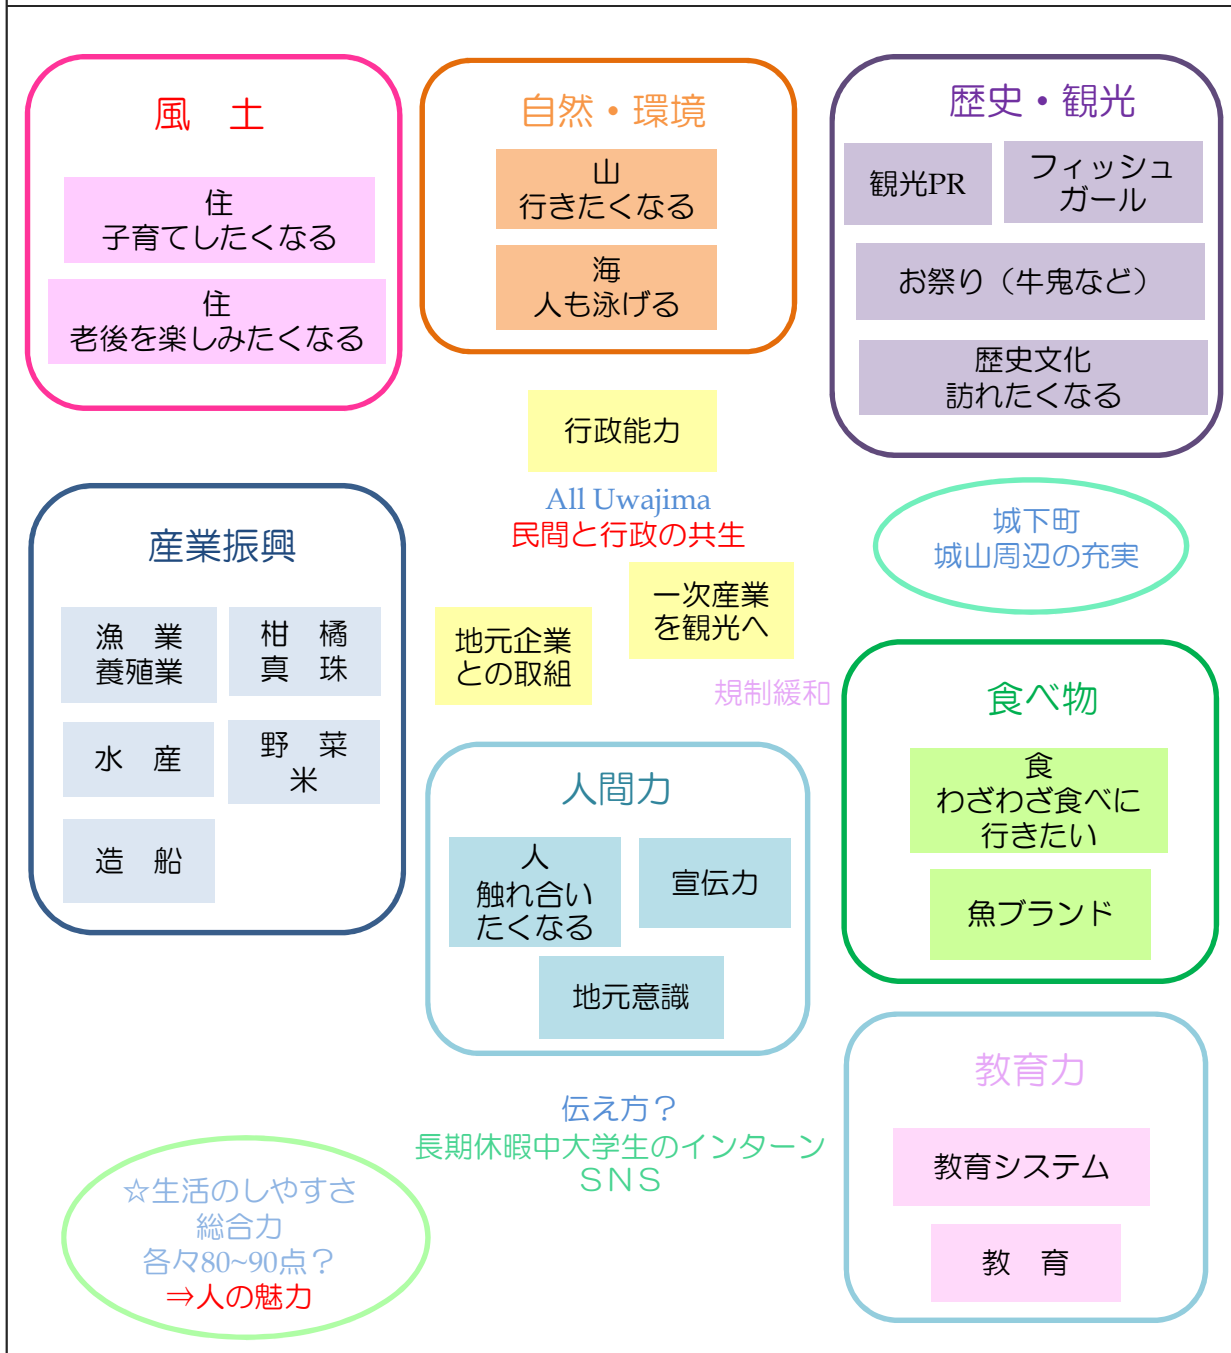 風　土
住
子育てしたくなる
住
老後を楽しみたくなる
自然・環境
山
行きたくなる
海
人も泳げる
歴史・観光
観光PR
フィッシュ
ガール
お祭り（牛鬼など）
歴史文化
訪れたくなる
行政能力
All Uwajima
民間と行政の共生
一次産業
を観光へ
地元企業
との取組
規制緩和
城下町
城山周辺の充実
産業振興
漁　業
養殖業
柑　橘
真　珠
水　産
野　菜
米
造　船
人間力
人
触れ合い
たくなる
宣伝力
地元意識
食べ物
食
わざわざ食べに
行きたい
魚ブランド
伝え方？
長期休暇中大学生のインターン
ＳＮＳ
教育力
教育システム
教　育
☆生活のしやすさ
総合力
各々80~90点？
⇒人の魅力